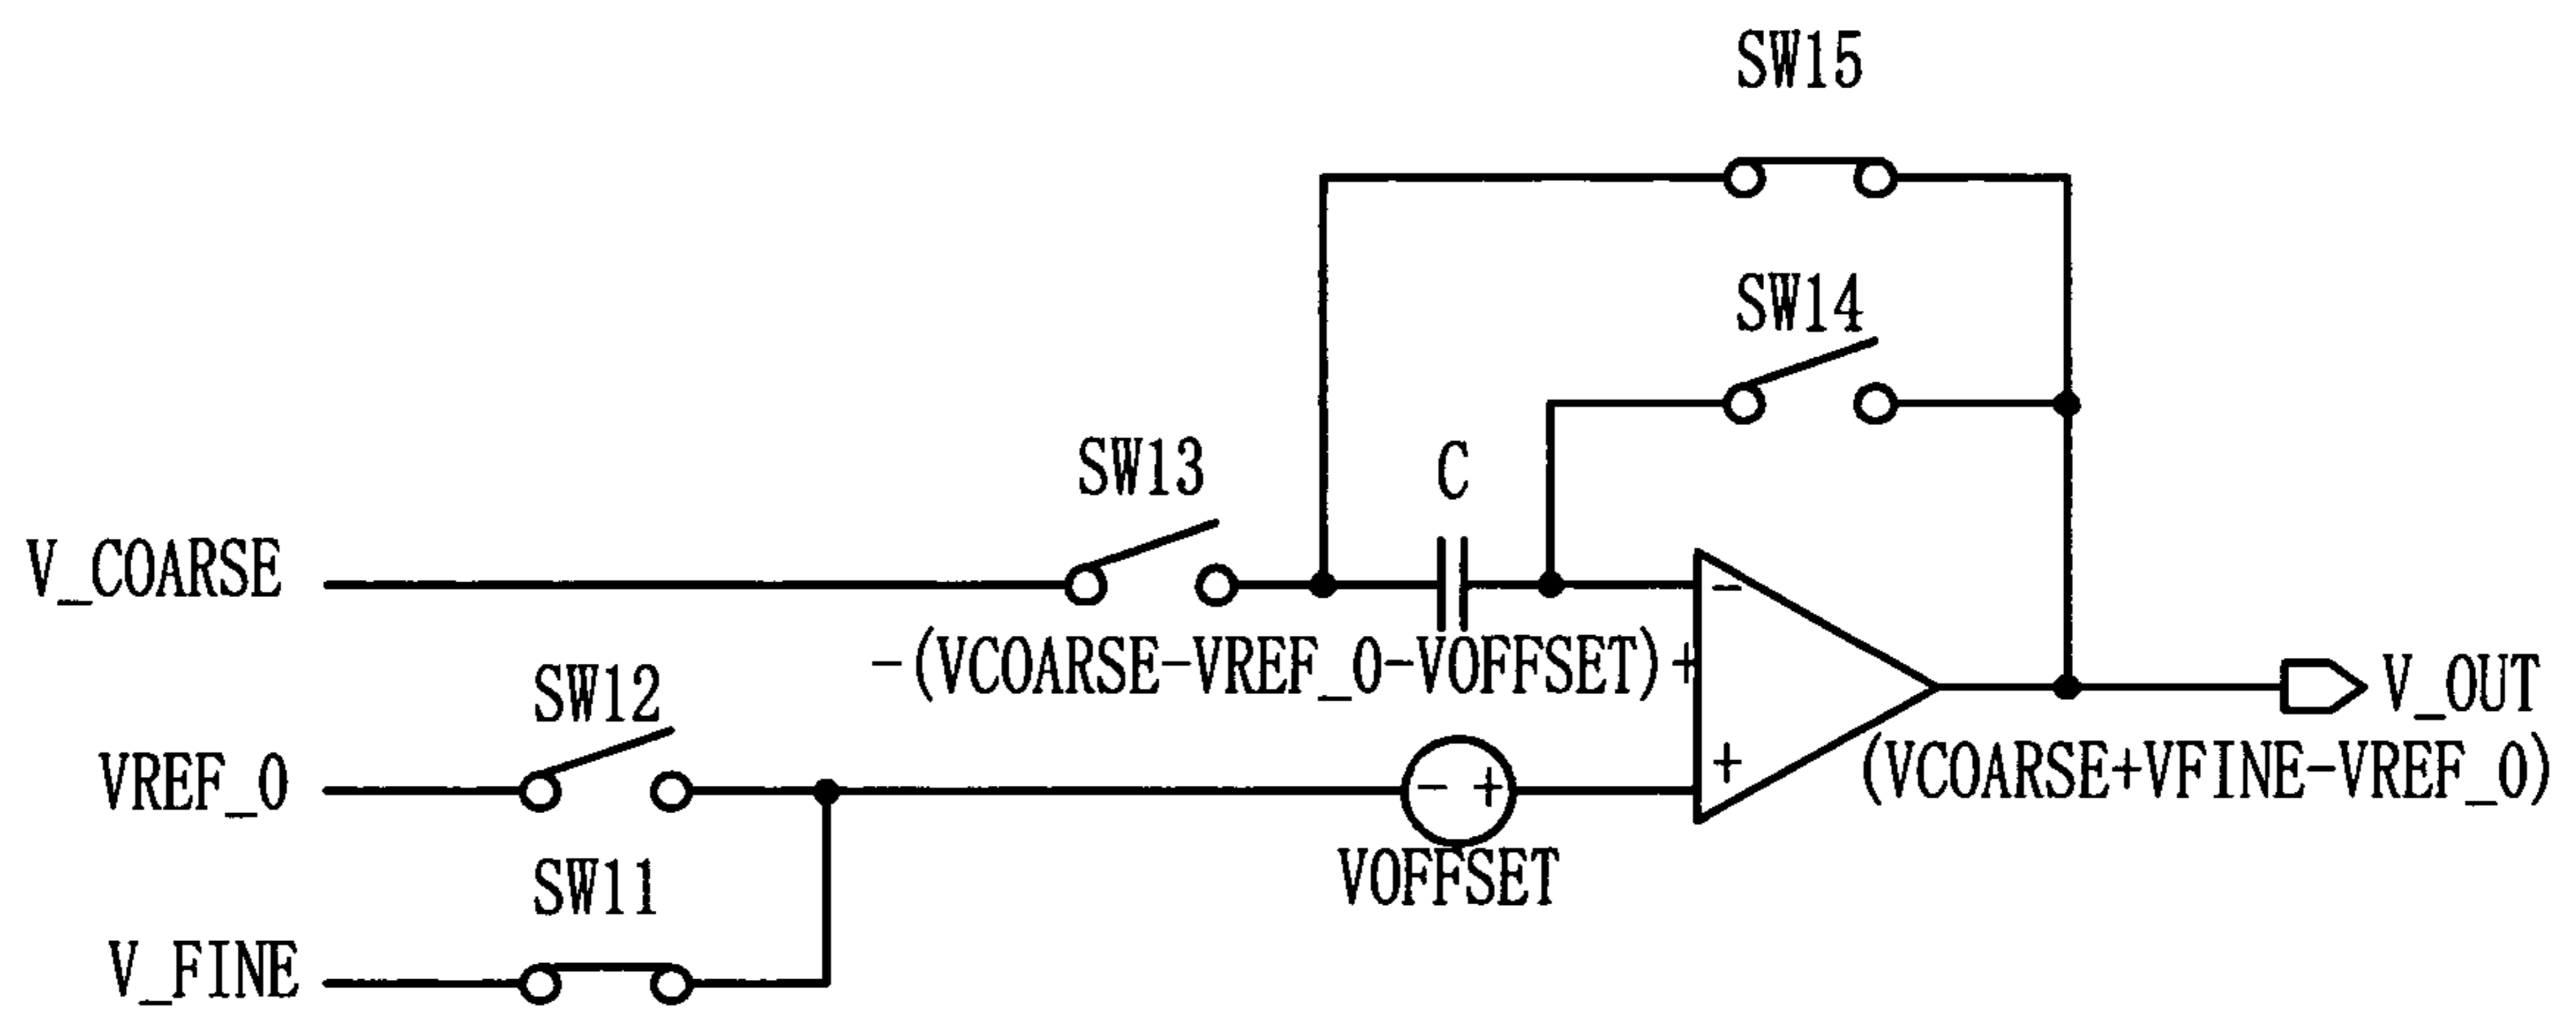 SW15
SW14
SW13
C
V_COARSE
-(VCOARSE-VREF_0-VOFFSET)+
-
SW12
V_OUT
VREF_0
+
(VCOARSE+VFINE-VREF_0)
- +
VOFFSET
SW11
V_FINE